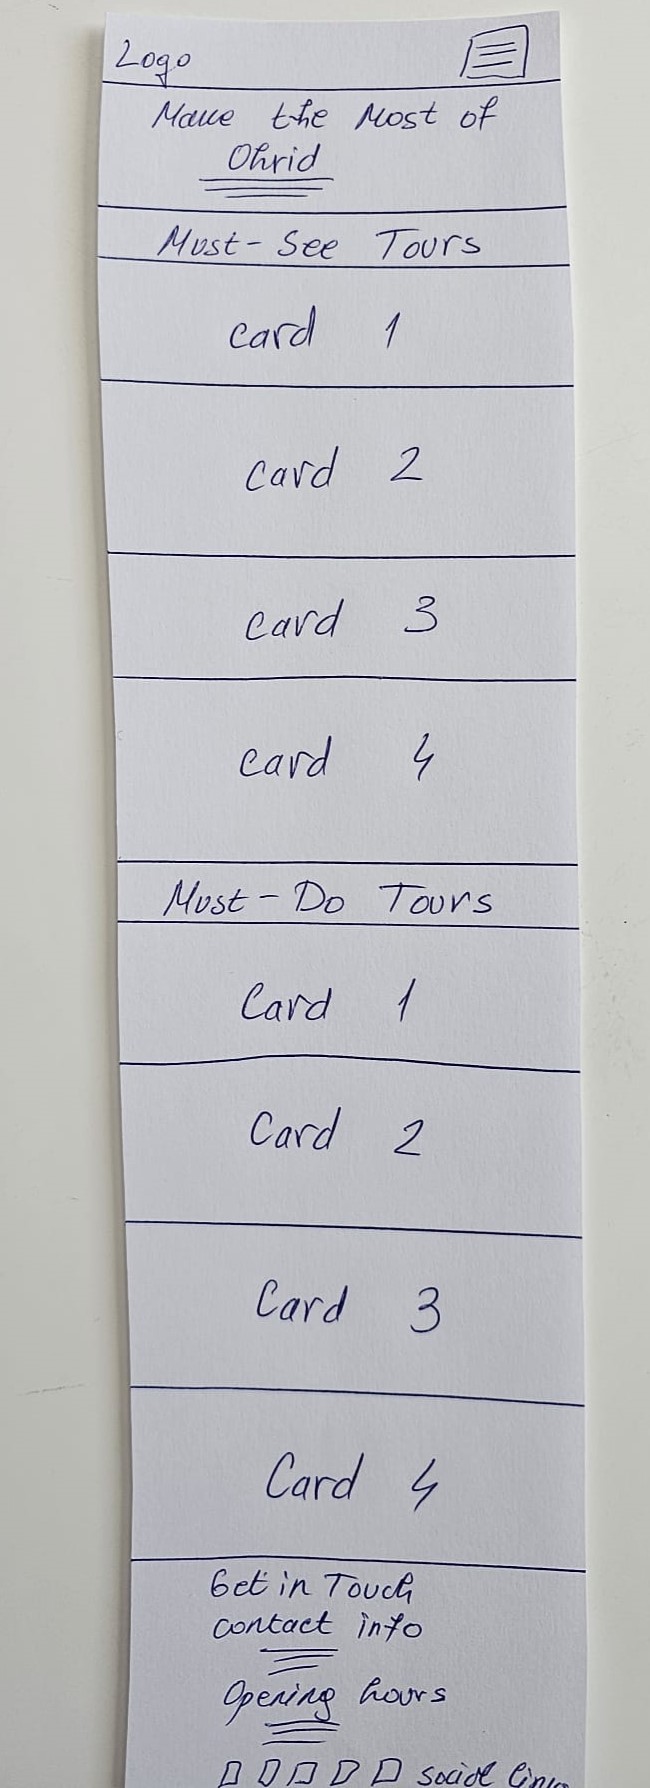 Logo
Make the Most of
Ohrid
Must-See Tours
card 1
card 2
card 3
card 4
Must-Do Tours
Card 1
Card 2
Card 3
Card 4
Get in Touch
contact info
Opening hours
social